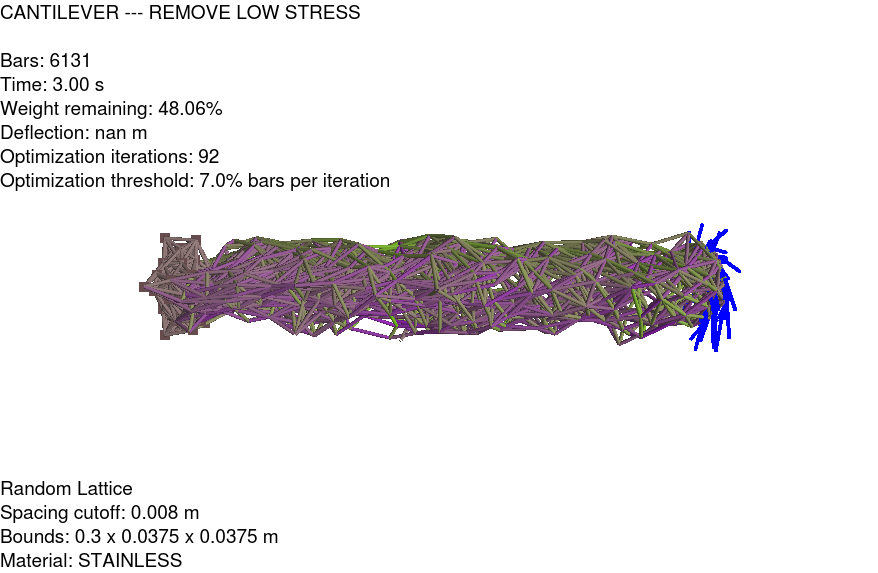 CANTILEVER --- REMOVE LOW STRESS
Bars: 6131
Time: 3.00 s
Weight remaining: 48.06%
Deflection: nan m
Optimization iterations: 92
Optimization threshold: 7.0% bars per iteration
Random Lattice
Spacing cutoff: 0.008 m
Bounds: 0.3 x 0.0375 x 0.0375 m
Material: STAINLESS